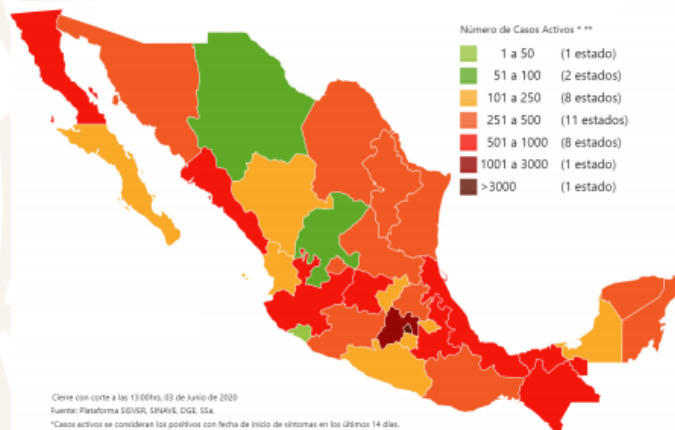 Número de Casos Activos * **
1 a 50 (1 estado)
51 a 100 (2 estados)
101 a 250 (8 estados)
251 a 500 (11 estados)
501 a 1000 (8 estados)
1001 a 3000 (1 estado)
>3000 (1 estado)
Cierre con corte a las 13:00hrs, 03 de Junio de 2020
Fuente: Plataforma SISVER, SINAVE, DGE, SSa.
*Casos activos se consideran los positivos con fecha de inicio de síntomas en los últimos 14 días.